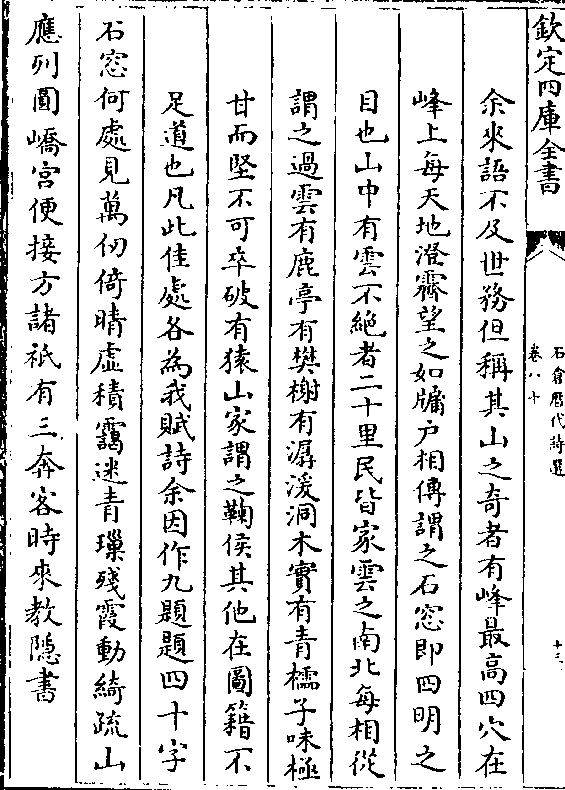 欽定四庫全書
石倉歴代詩選
卷八十
余來語不及世務但稱其山之奇者有峰最高四穴在
峰上每天地澄霽望之如牖户相傳謂之石窓即四明之
目也山中有雲不絶者二十里民皆家雲之南北每相從
謂之過雲有鹿亭有樊榭有潺湲洞木實有青櫺子味極
甘而堅不可卒破有猿山家謂之鞠侯其他在圖籍不
足道也凡此佳處各為我賦詩余因作九題題四十字
石窓何處見萬仞倚晴虚積靄迷青璅殘霞動綺疏山
應列圓嶠宫便接方諸祇有三奔客時來教隐書